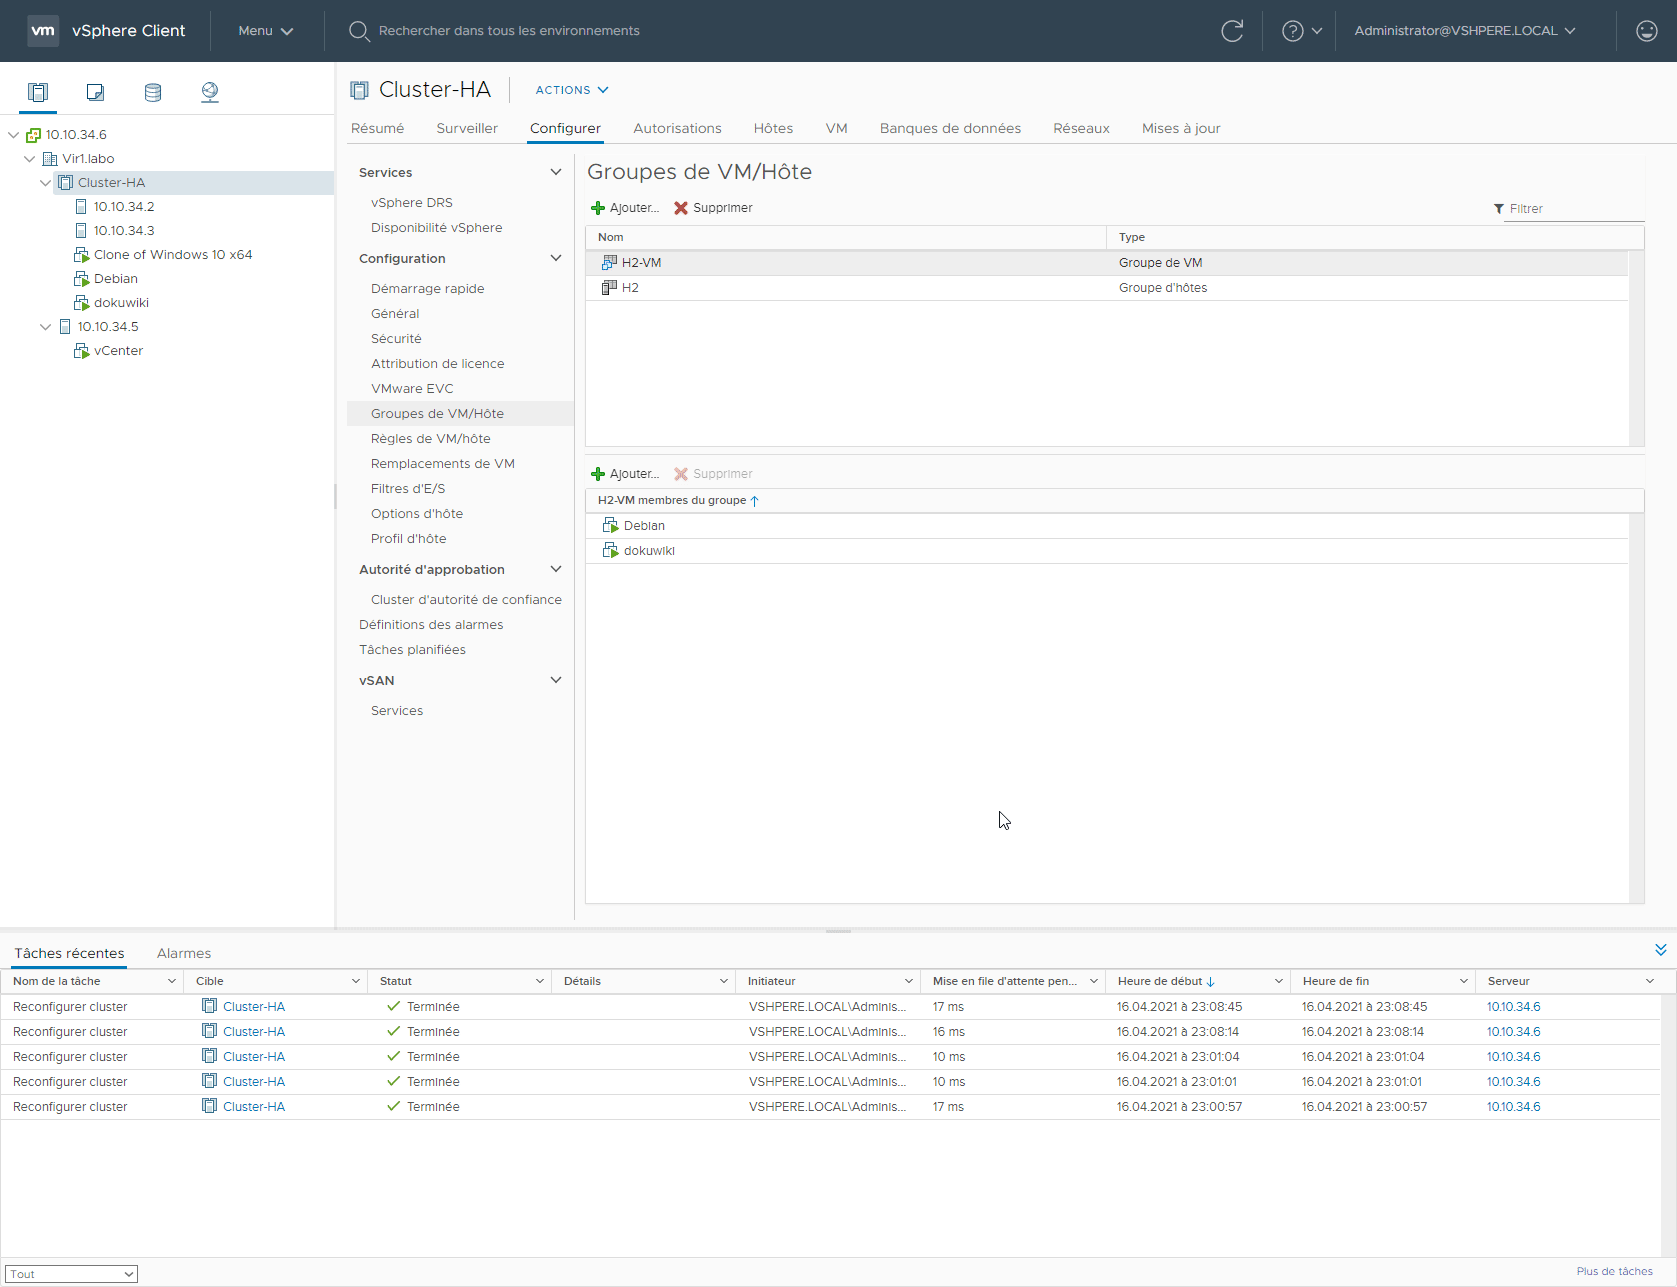 vm vSphere Client Menu Rechercher dans tous les environnements Administrator@VSHPERE.LOCAL
10.10.34.6
Vir1.labo
Cluster-HA
10.10.34.2
10.10.34.3
Clone of Windows 10 x64
Debian
dokuwiki
10.10.34.5
vCenter
Cluster-HA ACTIONS
Résumé Surveiller Configurer Autorisations Hôtes VM Banques de données Réseaux Mises à jour
Services
vSphere DRS
Disponibilité vSphere
Configuration
Démarrage rapide
Général
Sécurité
Attribution de licence
VMware EVC
Groupes de VM/Hôte
Règles de VM/hôte
Remplacements de VM
Filtres d'E/S
Options d'hôte
Profil d'hôte
Autorité d'approbation
Cluster d'autorité de confiance
Définitions des alarmes
Tâches planifiées
vSAN
Services
Groupes de VM/Hôte
Ajouter... Supprimer Filtrer
Nom Type
H2-VM Groupe de VM
H2 Groupe d'hôtes
Ajouter... Supprimer
H2-VM membres du groupe
Debian
dokuwiki
Tâches récentes Alarmes
Nom de la tâche Cible Statut Détails Initiateur Mise en file d'attente pen... Heure de début Heure de fin Serveur
Reconfigurer cluster Cluster-HA Terminée VSHPERE.LOCAL\Adminis... 17 ms 16.04.2021 à 23:08:45 16.04.2021 à 23:08:45 10.10.34.6
Reconfigurer cluster Cluster-HA Terminée VSHPERE.LOCAL\Adminis... 16 ms 16.04.2021 à 23:08:14 16.04.2021 à 23:08:14 10.10.34.6
Reconfigurer cluster Cluster-HA Terminée VSHPERE.LOCAL\Adminis... 10 ms 16.04.2021 à 23:01:04 16.04.2021 à 23:01:04 10.10.34.6
Reconfigurer cluster Cluster-HA Terminée VSHPERE.LOCAL\Adminis... 10 ms 16.04.2021 à 23:01:01 16.04.2021 à 23:01:01 10.10.34.6
Reconfigurer cluster Cluster-HA Terminée VSHPERE.LOCAL\Adminis... 17 ms 16.04.2021 à 23:00:57 16.04.2021 à 23:00:57 10.10.34.6
Tout Plus de tâches